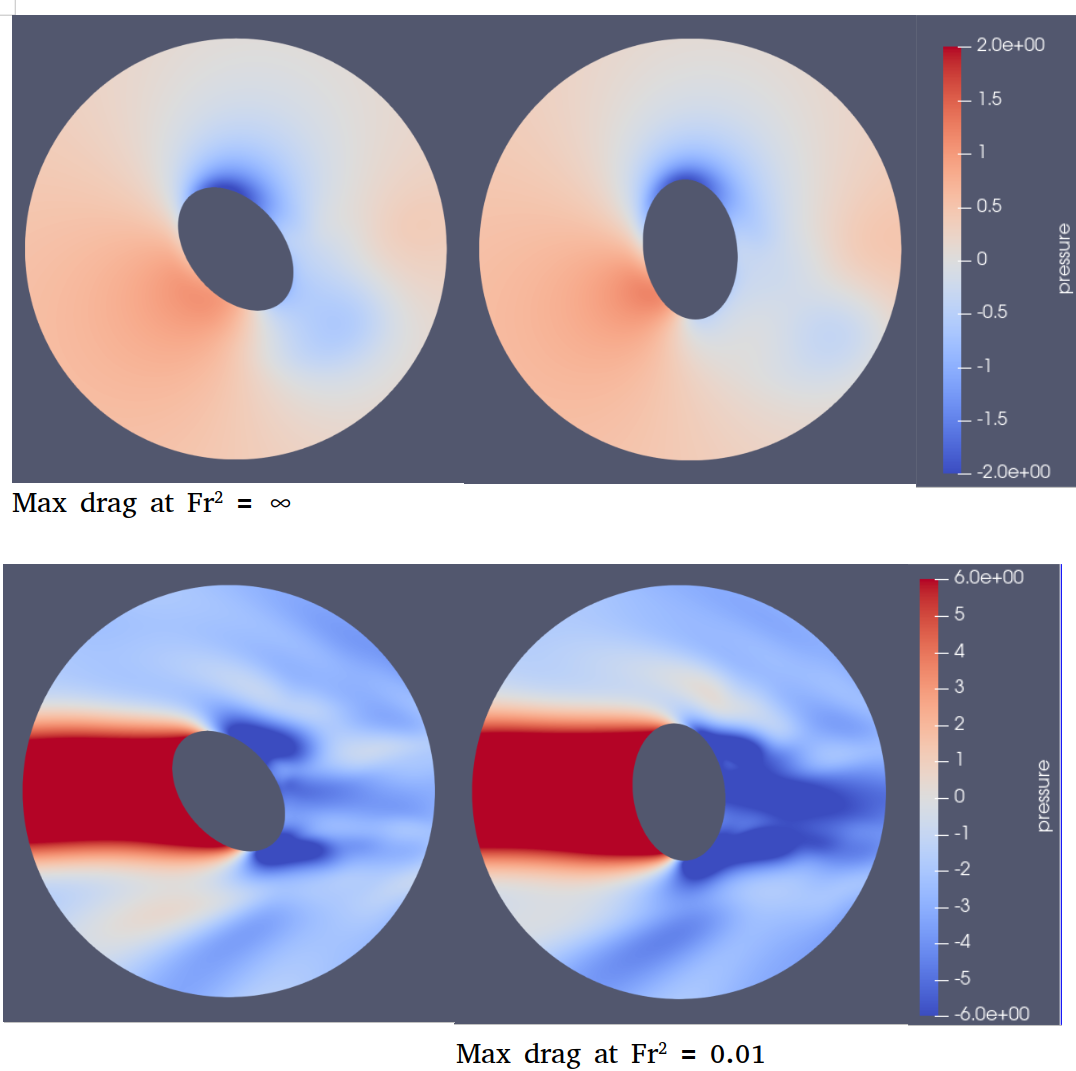 2.0e+00
1.5
1
0.5
0
-0.5
-1
-1.5
-2.0e+00
pressure
Max drag at Fr² = ∞
6.0e+00
5
4
3
2
1
0
-1
-2
-3
-4
-5
-6.0e+00
pressure
Max drag at Fr² = 0.01